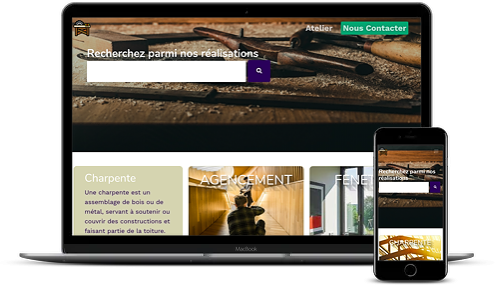 Atelier
Nous Contacter
Recherchez parmi nos réalisations
Charpente
Une charpente est un
assemblage de bois ou de
métal, servant à soutenir ou
couvrir des constructions et
faisant partie de la toiture.
AGENCEMENT
FENET
MacBook
Recherchez parmi nos
réalisations
CHARPENTE